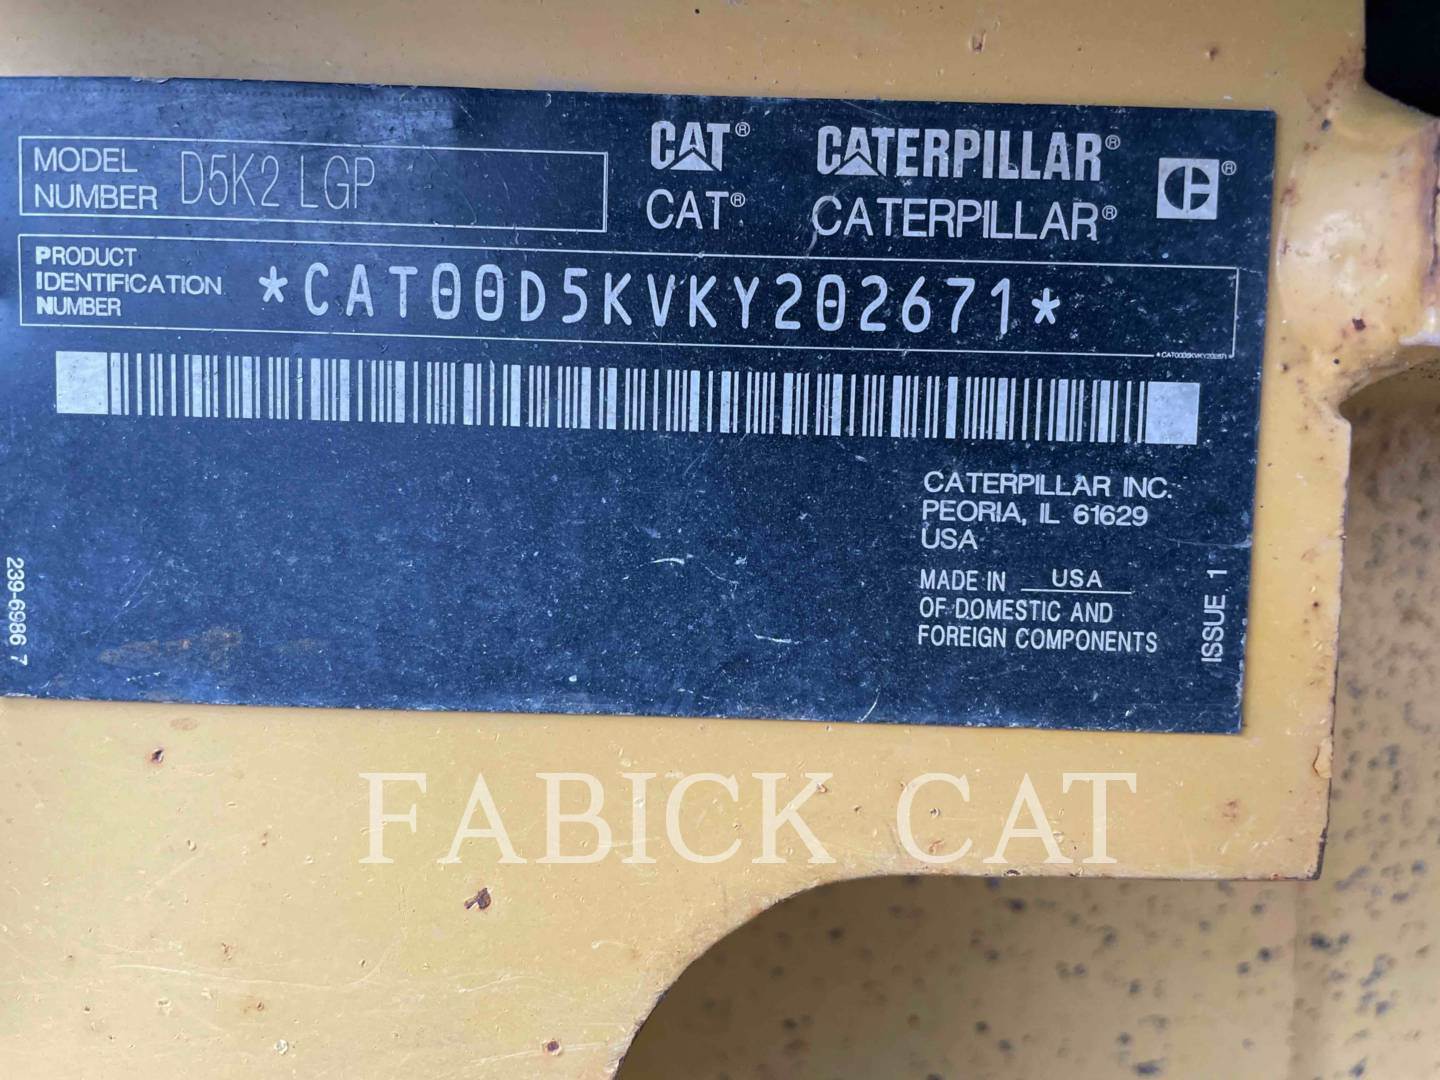 MODEL
NUMBER
D5K2 LGP
CAT®
CAT®
CATERPILLAR®
CATERPILLAR®
®
PRODUCT
IDENTIFICATION
NUMBER
*CAT00D5KVKY202671*
*CAT00D5KVKY202671*
CATERPILLAR INC.
PEORIA, IL 61629
USA
MADE IN USA
OF DOMESTIC AND
FOREIGN COMPONENTS
ISSUE 1
239-6986 7
FABICK CAT